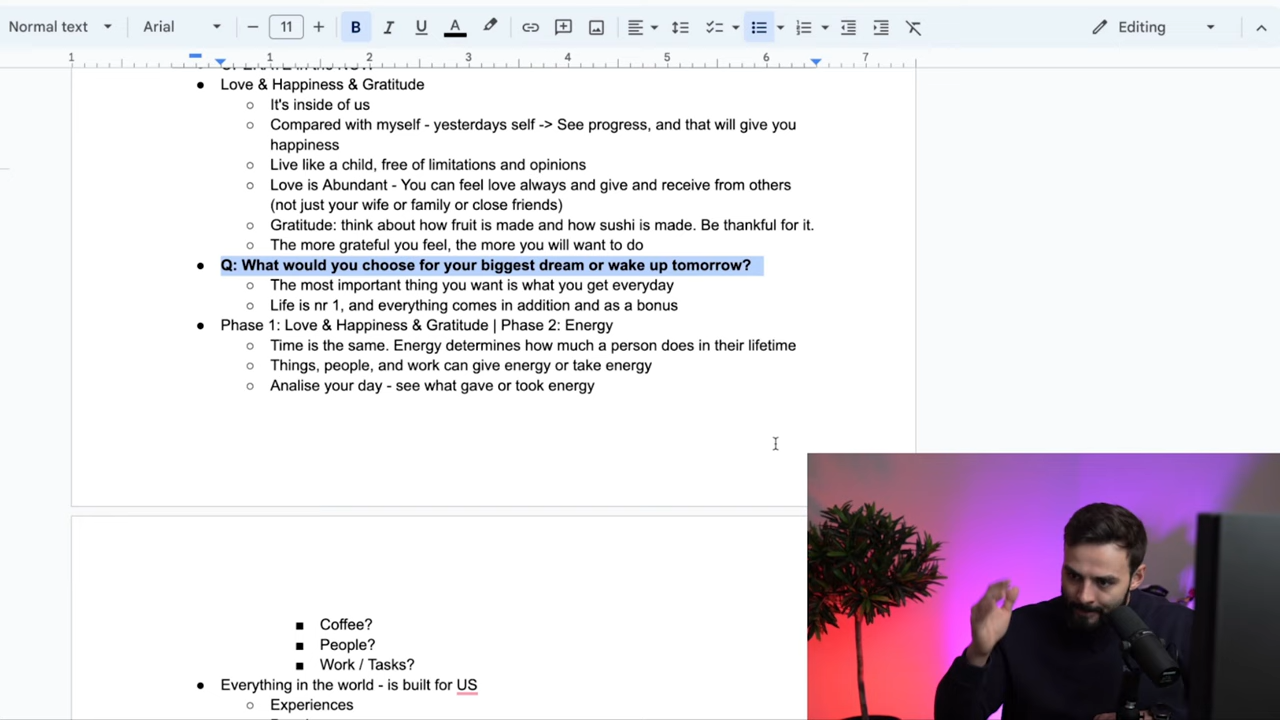 Normal text
Arial
11
B
I
U
A
Editing
1
1
2
3
4
5
6
7
Love & Happiness & Gratitude
It's inside of us
Compared with myself - yesterdays self -> See progress, and that will give you
happiness
Live like a child, free of limitations and opinions
Love is Abundant - You can feel love always and give and receive from others
(not just your wife or family or close friends)
Gratitude: think about how fruit is made and how sushi is made. Be thankful for it.
The more grateful you feel, the more you will want to do
Q: What would you choose for your biggest dream or wake up tomorrow?
The most important thing you want is what you get everyday
Life is nr 1, and everything comes in addition and as a bonus
Phase 1: Love & Happiness & Gratitude | Phase 2: Energy
Time is the same. Energy determines how much a person does in their lifetime
Things, people, and work can give energy or take energy
Analise your day - see what gave or took energy
Coffee?
People?
Work / Tasks?
Everything in the world - is built for US
Experiences